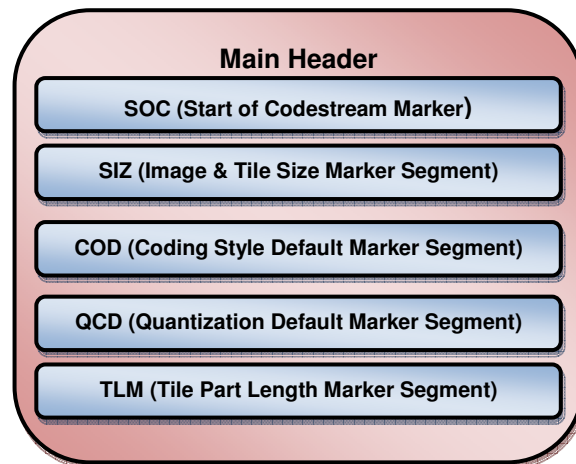 Main Header
SOC (Start of Codestream Marker)
SIZ (Image & Tile Size Marker Segment)
COD (Coding Style Default Marker Segment)
QCD (Quantization Default Marker Segment)
TLM (Tile Part Length Marker Segment)